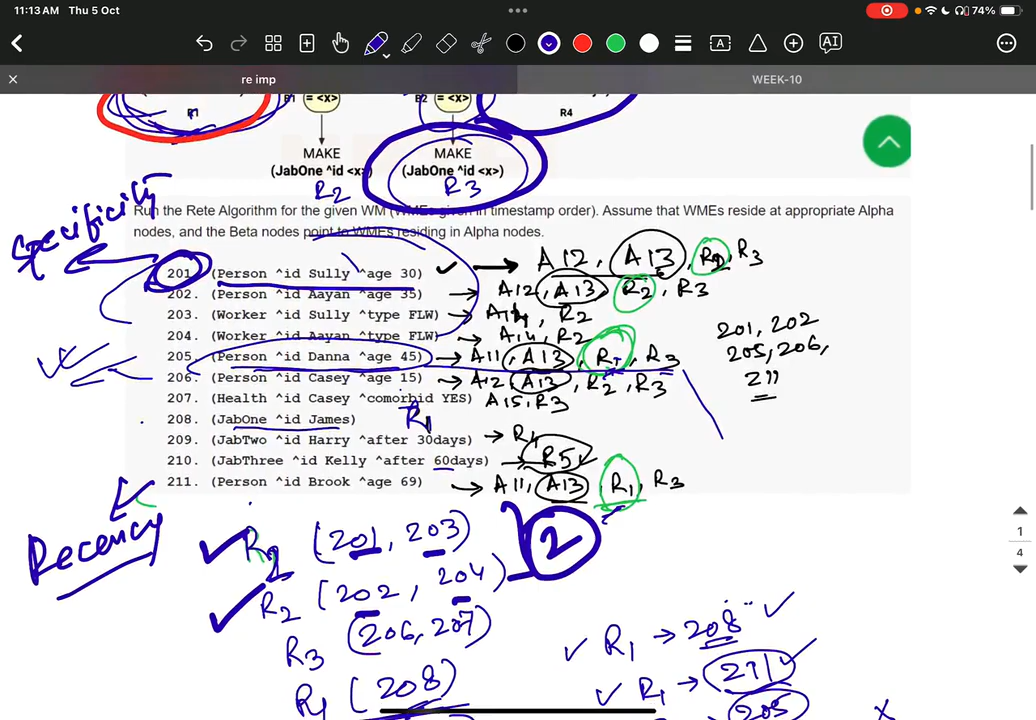 11:13AM Thu 5 Oct
74%
A
AI
re imp
WEEK-10
R1
B1 = <x>
B2 = <x>
R4
MAKE
(JabOne ^id <x>)
R2
MAKE
(JabOne ^id <x>)
R3
Specificity
Run the Rete Algorithm for the given WM (WMEs given in timestamp order). Assume that WMEs reside at appropriate Alpha
nodes, and the Beta nodes point to WMEs residing in Alpha nodes.
201. (Person ^id Sully ^age 30) ✓ → A12, A13, R2, R3
202. (Person ^id Aayan ^age 35) → A12, A13, R2, R3
203. (Worker ^id Sully ^type FLW) → A14, R2
204. (Worker ^id Aayan ^type FLW) → A14, R2
205. (Person ^id Danna ^age 45) → A11, A13, R1, R3
206. (Person ^id Casey ^age 15) → A12, A13, R2, R3
207. (Health ^id Casey ^comorbid YES) A15, R3
208. (JabOne ^id James) R1
209. (JabTwo ^id Harry ^after 30days) → R4
210. (JabThree ^id Kelly ^after 60days) → R5
211. (Person ^id Brook ^age 69) → A11, A13, R1, R3
201, 202
205, 206,
211
Recency
✓ R2 (201, 203)
2
✓ R2 (202, 204)
R3 (206, 207)
R1 (208)
✓ R1 → 208 ✓
✓ R1 → 211 ✓
205
x
1
4